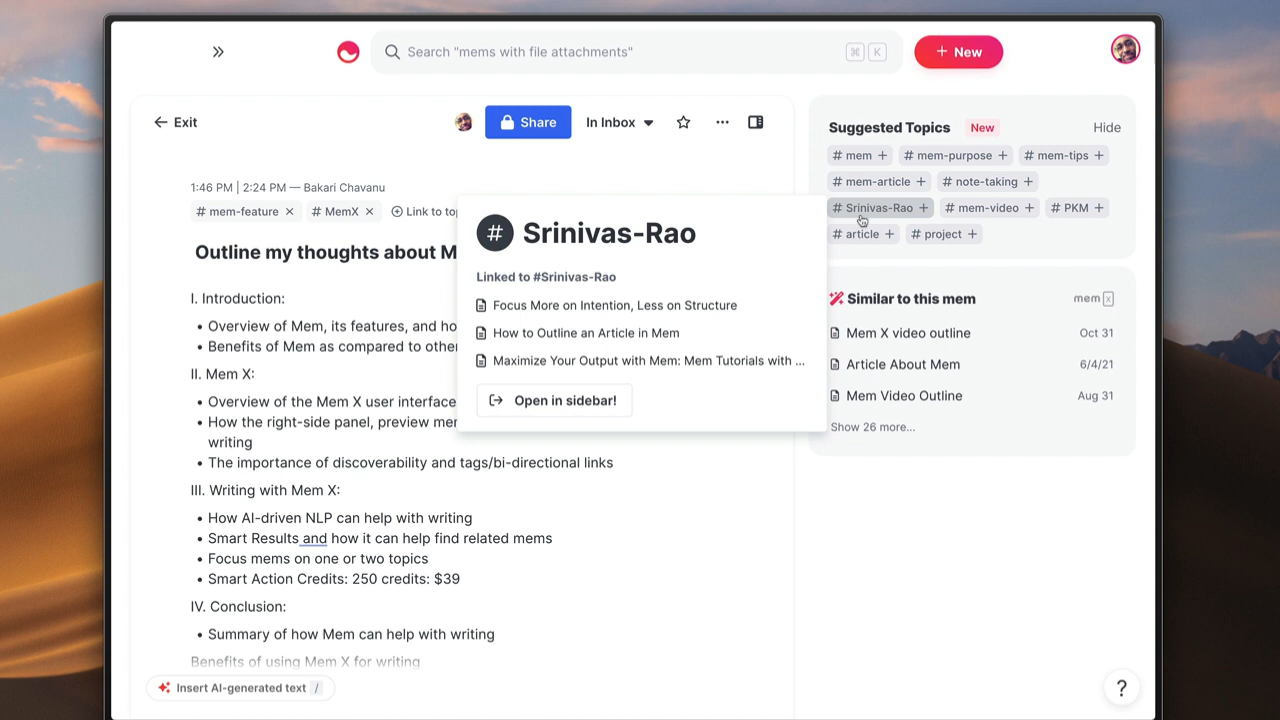 Search "mems with file attachments"
⌘ K
+ New
← Exit
Share
In Inbox
1:46 PM | 2:24 PM — Bakari Chavanu
# mem-feature ×
# MemX ×
Link to top
Outline my thoughts about M
I. Introduction:
• Overview of Mem, its features, and ho
• Benefits of Mem as compared to other
II. Mem X:
• Overview of the Mem X user interface
• How the right-side panel, preview mem
writing
• The importance of discoverability and tags/bi-directional links
III. Writing with Mem X:
• How AI-driven NLP can help with writing
• Smart Results and how it can help find related mems
• Focus mems on one or two topics
• Smart Action Credits: 250 credits: $39
IV. Conclusion:
• Summary of how Mem can help with writing
Benefits of using Mem X for writing
Insert AI-generated text /
# Srinivas-Rao
Linked to #Srinivas-Rao
Focus More on Intention, Less on Structure
How to Outline an Article in Mem
Maximize Your Output with Mem: Mem Tutorials with ...
Open in sidebar!
Suggested Topics New Hide
# mem + # mem-purpose + # mem-tips +
# mem-article + # note-taking +
# Srinivas-Rao + # mem-video + # PKM +
# article + # project +
Similar to this mem mem x
Mem X video outline Oct 31
Article About Mem 6/4/21
Mem Video Outline Aug 31
Show 26 more...
?